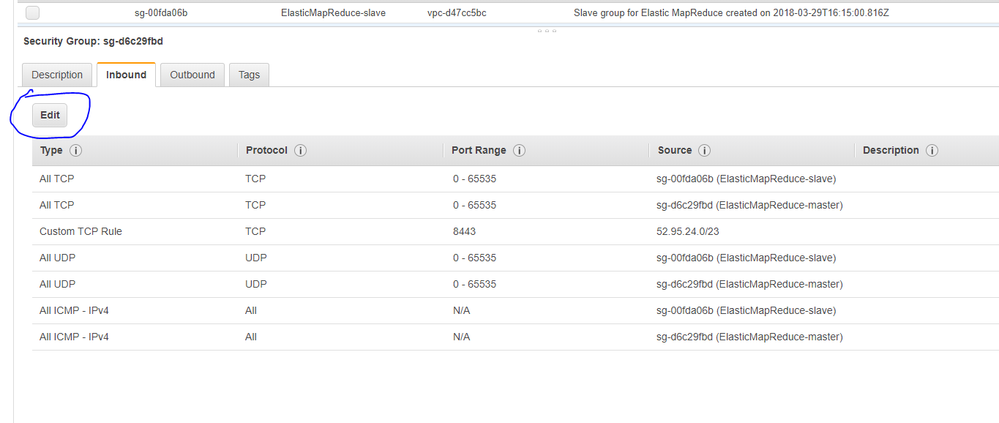 sg-00fda06b ElasticMapReduce-slave vpc-d47cc5bc Slave group for Elastic MapReduce created on 2018-03-29T16:15:00.816Z
Security Group: sg-d6c29fbd
Description Inbound Outbound Tags
Edit
Type i Protocol i Port Range i Source i Description i
All TCP TCP 0 - 65535 sg-00fda06b (ElasticMapReduce-slave)
All TCP TCP 0 - 65535 sg-d6c29fbd (ElasticMapReduce-master)
Custom TCP Rule TCP 8443 52.95.24.0/23
All UDP UDP 0 - 65535 sg-00fda06b (ElasticMapReduce-slave)
All UDP UDP 0 - 65535 sg-d6c29fbd (ElasticMapReduce-master)
All ICMP - IPv4 All N/A sg-00fda06b (ElasticMapReduce-slave)
All ICMP - IPv4 All N/A sg-d6c29fbd (ElasticMapReduce-master)